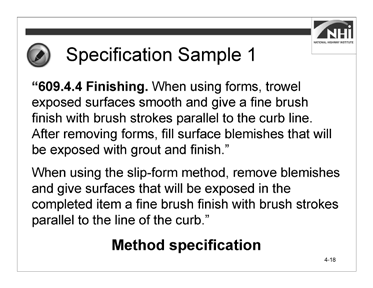 NHI
NATIONAL HIGHWAY INSTITUTE
Specification Sample 1
“609.4.4 Finishing. When using forms, trowel
exposed surfaces smooth and give a fine brush
finish with brush strokes parallel to the curb line.
After removing forms, fill surface blemishes that will
be exposed with grout and finish.”
When using the slip-form method, remove blemishes
and give surfaces that will be exposed in the
completed item a fine brush finish with brush strokes
parallel to the line of the curb.”
Method specification
4-18